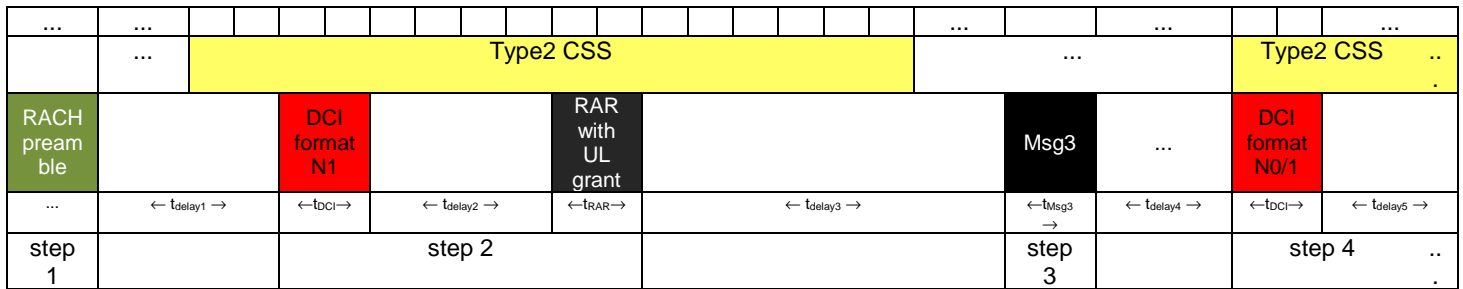 ... ... ... ... ...
... Type2 CSS ... Type2 CSS ..
.
RACH
pream
ble
DCI
format
N1
RAR
with
UL
grant
Msg3
...
DCI
format
N0/1
... ← tdelay1 → ←tDCI→ ← tdelay2 → ←tRAR→ ← tdelay3 → ←tMsg3
→
← tdelay4 → ←tDCI→ ← tdelay5 →
step
1
step 2
step
3
step 4 ..
.